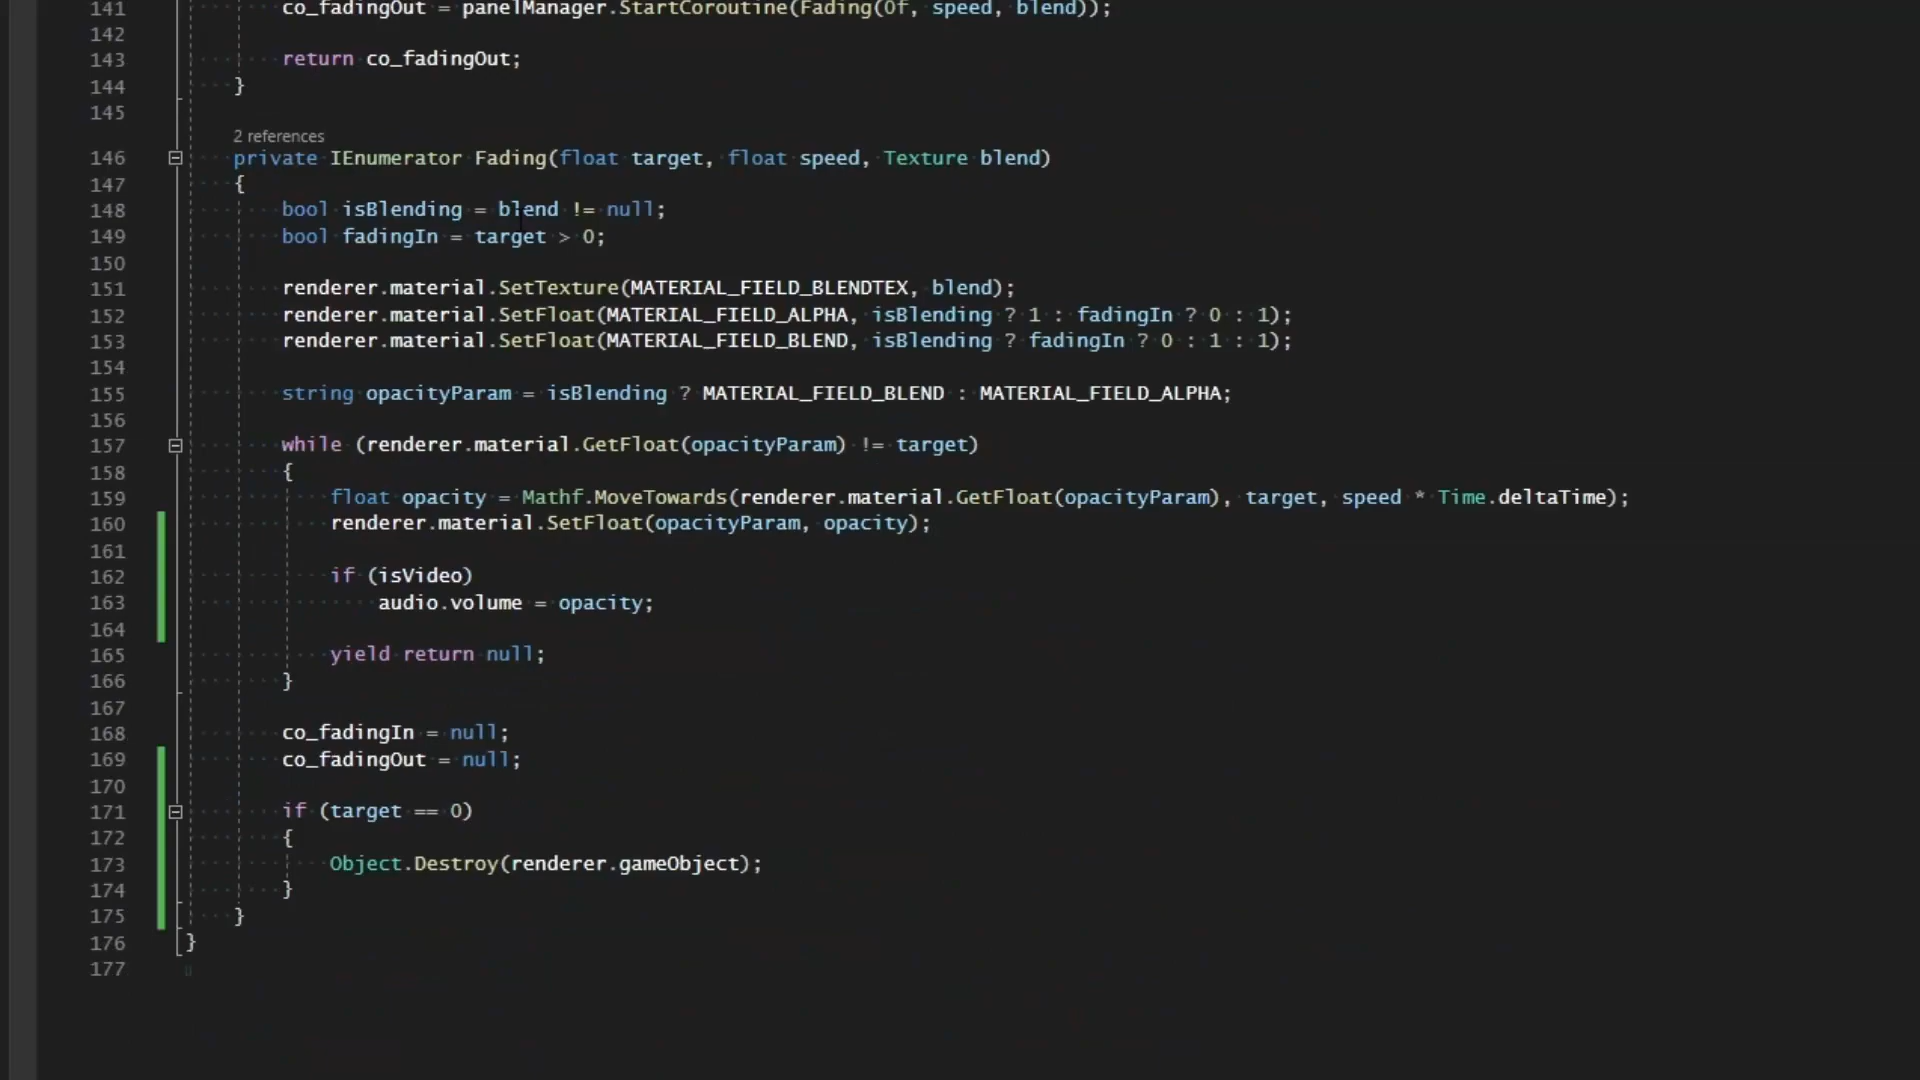 141 co_fadingOut = panelManager.StartCoroutine(Fading(0f, speed, blend));
142
143 return co_fadingOut;
144 }
145
2 references
146 private IEnumerator Fading(float target, float speed, Texture blend)
147 {
148 bool isBlending = blend != null;
149 bool fadingIn = target > 0;
150
151 renderer.material.SetTexture(MATERIAL_FIELD_BLENDTEX, blend);
152 renderer.material.SetFloat(MATERIAL_FIELD_ALPHA, isBlending ? 1 : fadingIn ? 0 : 1);
153 renderer.material.SetFloat(MATERIAL_FIELD_BLEND, isBlending ? fadingIn ? 0 : 1 : 1);
154
155 string opacityParam = isBlending ? MATERIAL_FIELD_BLEND : MATERIAL_FIELD_ALPHA;
156
157 while (renderer.material.GetFloat(opacityParam) != target)
158 {
159 float opacity = Mathf.MoveTowards(renderer.material.GetFloat(opacityParam), target, speed * Time.deltaTime);
160 renderer.material.SetFloat(opacityParam, opacity);
161
162 if (isVideo)
163 audio.volume = opacity;
164
165 yield return null;
166 }
167
168 co_fadingIn = null;
169 co_fadingOut = null;
170
171 if (target == 0)
172 {
173 Object.Destroy(renderer.gameObject);
174 }
175 }
176 }
177